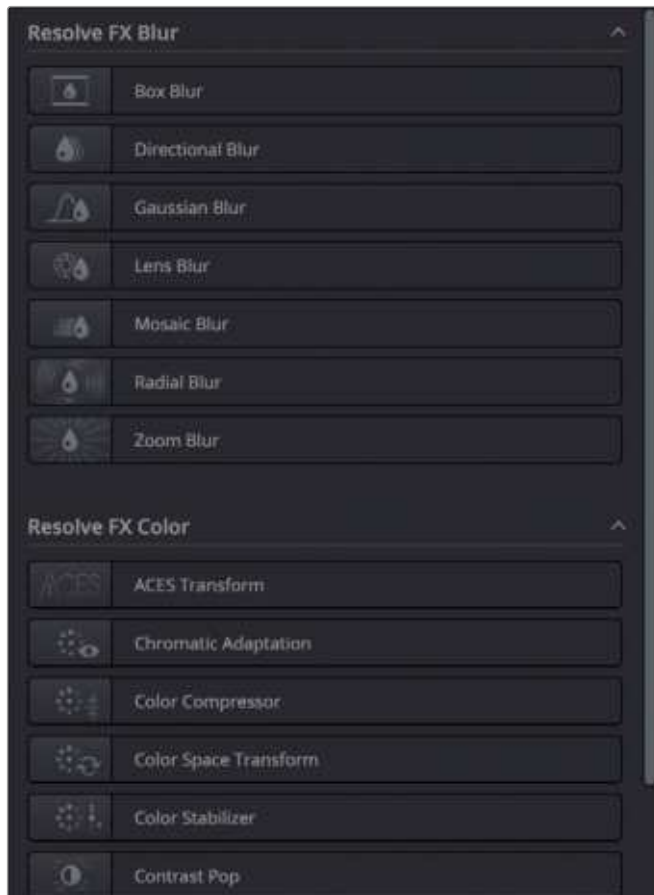 Resolve FX Blur
Box Blur
Directional Blur
Gaussian Blur
Lens Blur
Mosaic Blur
Radial Blur
Zoom Blur
Resolve FX Color
ACES ACES Transform
Chromatic Adaptation
Color Compressor
Color Space Transform
Color Stabilizer
Contrast Pop